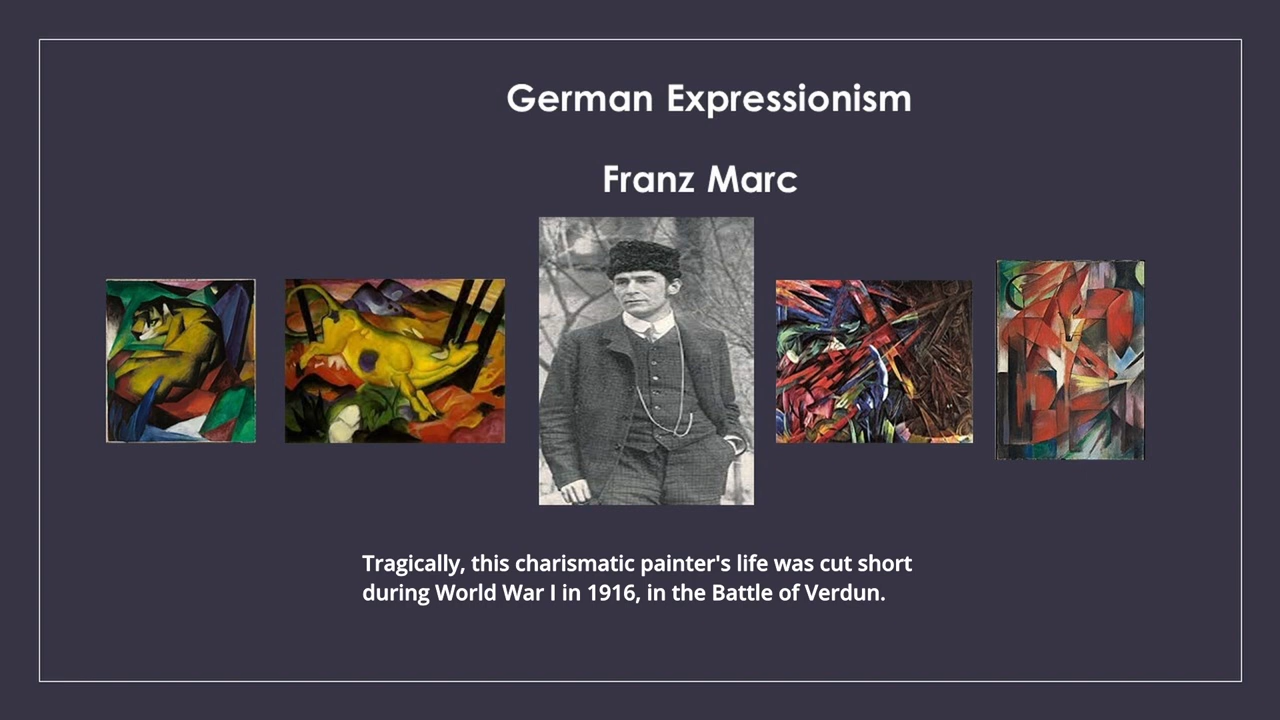 German Expressionism
Franz Marc
Tragically, this charismatic painter's life was cut short
during World War I in 1916, in the Battle of Verdun.